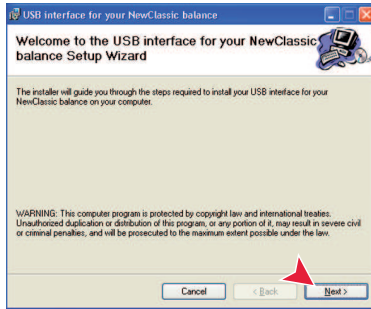 USB interface for your NewClassic balance
Welcome to the USB interface for your NewClassic
balance Setup Wizard
The installer will guide you through the steps required to install your USB interface for your
NewClassic balance on your computer.
WARNING: This computer program is protected by copyright law and international treaties.
Unauthorized duplication or distribution of this program, or any portion of it, may result in severe civil
or criminal penalties, and will be prosecuted to the maximum extent possible under the law.
Cancel < Back Next >